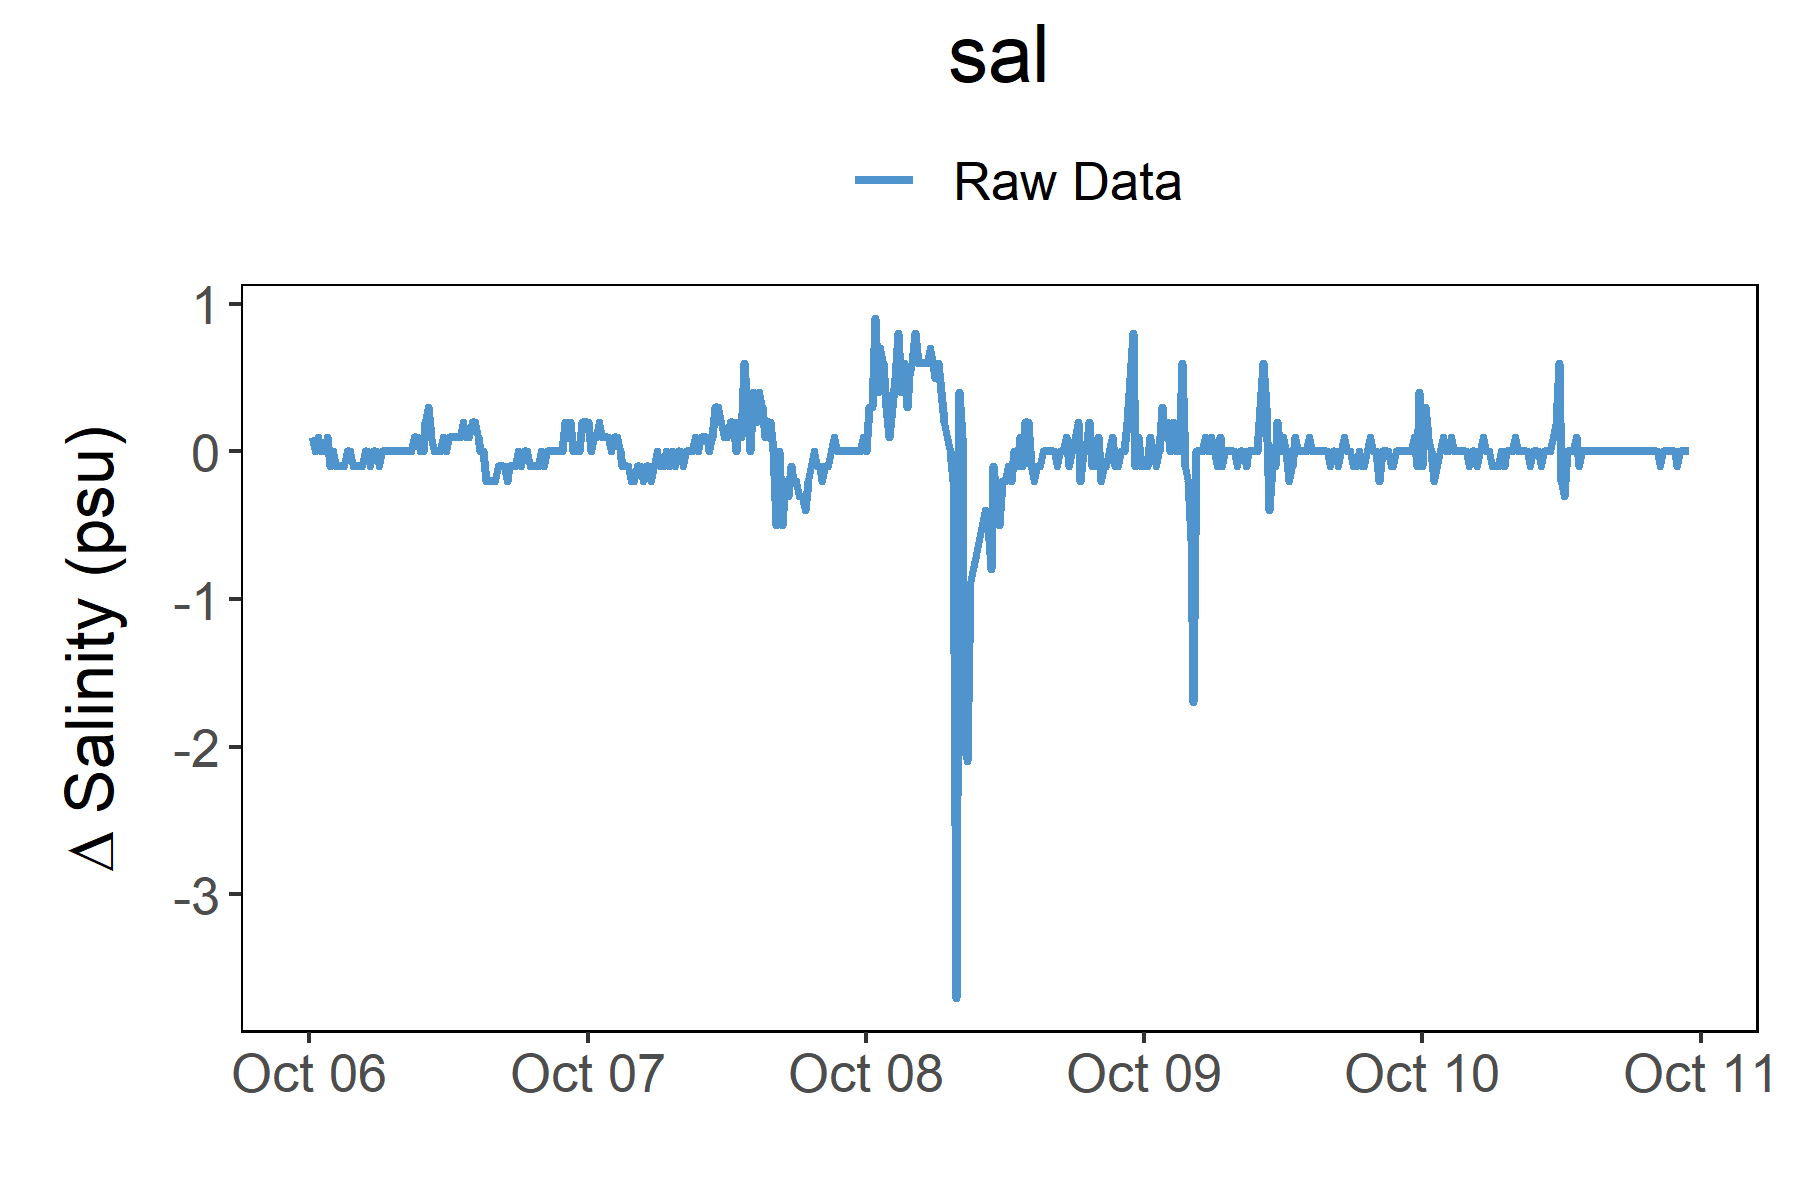 sal
Raw Data
Δ Salinity (psu)
1
0
-1
-2
-3
Oct 06
Oct 07
Oct 08
Oct 09
Oct 10
Oct 11